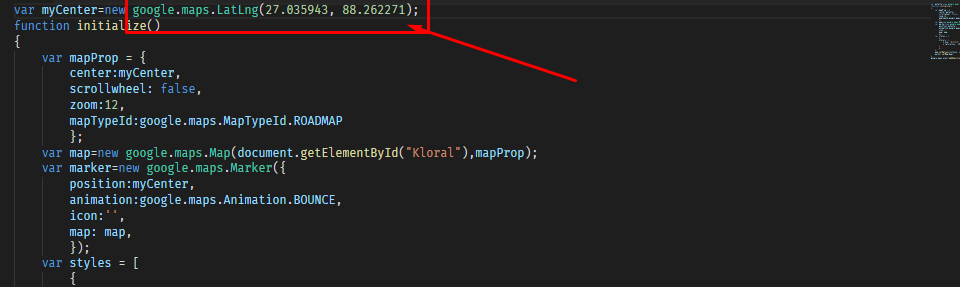 var myCenter=new google.maps.LatLng(27.035943, 88.262271);
function initialize()
{
var mapProp = {
center:myCenter,
scrollwheel: false,
zoom:12,
mapTypeId:google.maps.MapTypeId.ROADMAP
};
var map=new google.maps.Map(document.getElementById("Kloral"),mapProp);
var marker=new google.maps.Marker({
position:myCenter,
animation:google.maps.Animation.BOUNCE,
icon:'',
map: map,
});
var styles = [
{